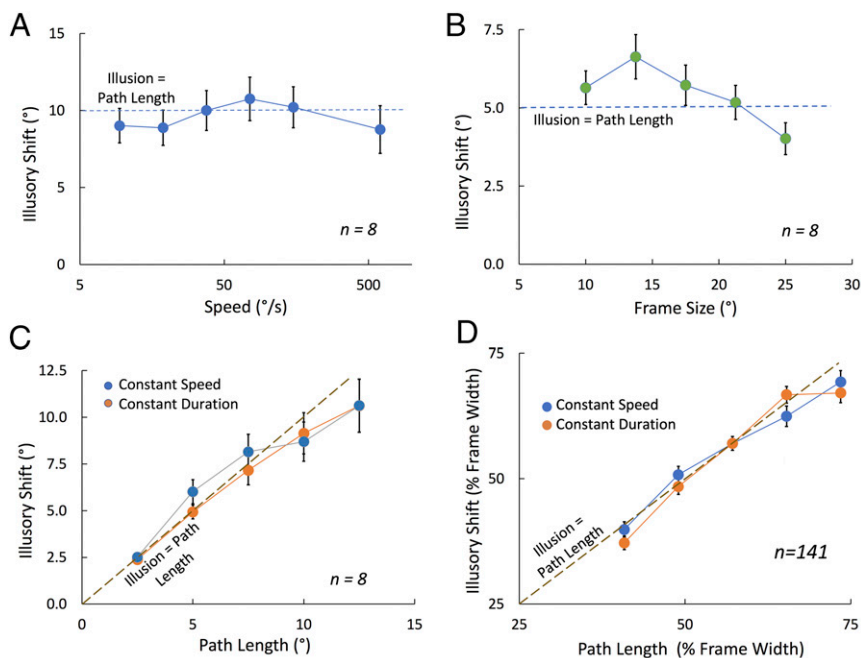 A
15
10
5
0
Illusory Shift (°)
Illusion =
Path Length
n = 8
5
50
500
Speed (°/s)
B
7.5
5.0
2.5
0.0
Illusory Shift (°)
Illusion = Path Length
n = 8
5
10
15
20
25
30
Frame Size (°)
C
12.5
10.0
7.5
5.0
2.5
0.0
Illusory Shift (°)
Constant Speed
Constant Duration
Illusion = Path
Length
n = 8
0
5
10
15
Path Length (°)
D
75
50
25
Illusory Shift (% Frame Width)
Constant Speed
Constant Duration
Illusion =
Path Length
n=141
25
50
75
Path Length (% Frame Width)